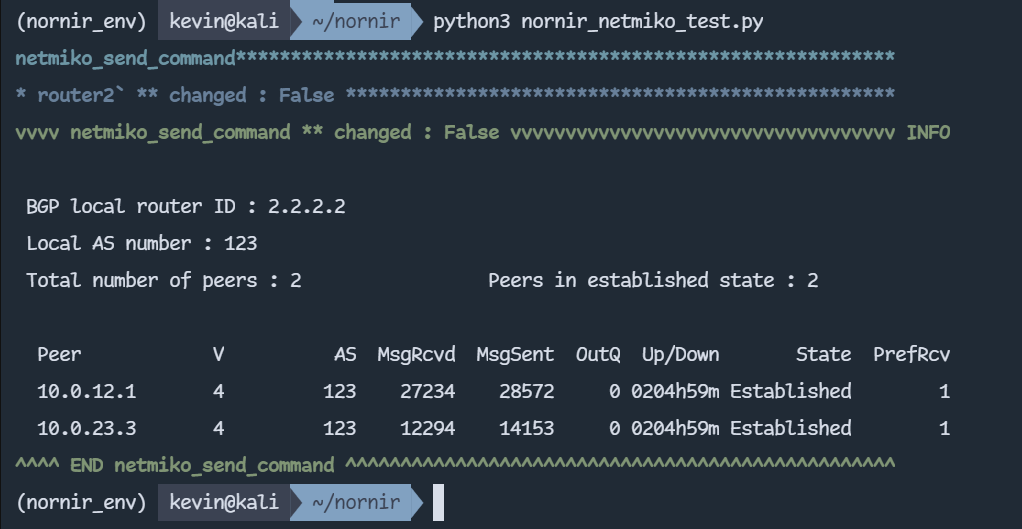 (nornir_env) kevin@kali ~/nornir python3 nornir_netmiko_test.py
netmiko_send_command************************************************************
* router2` ** changed : False **************************************************
vvvv netmiko_send_command ** changed : False vvvvvvvvvvvvvvvvvvvvvvvvvvvvvvvvvvv INFO
BGP local router ID : 2.2.2.2
Local AS number : 123
Total number of peers : 2                 Peers in established state : 2
Peer            V          AS  MsgRcvd  MsgSent  OutQ  Up/Down       State  PrefRcv
10.0.12.1       4         123    27234    28572     0 0204h59m Established        1
10.0.23.3       4         123    12294    14153     0 0204h59m Established        1
^^^^ END netmiko_send_command ^^^^^^^^^^^^^^^^^^^^^^^^^^^^^^^^^^^^^^^^^^^^^^^^^^
(nornir_env) kevin@kali ~/nornir